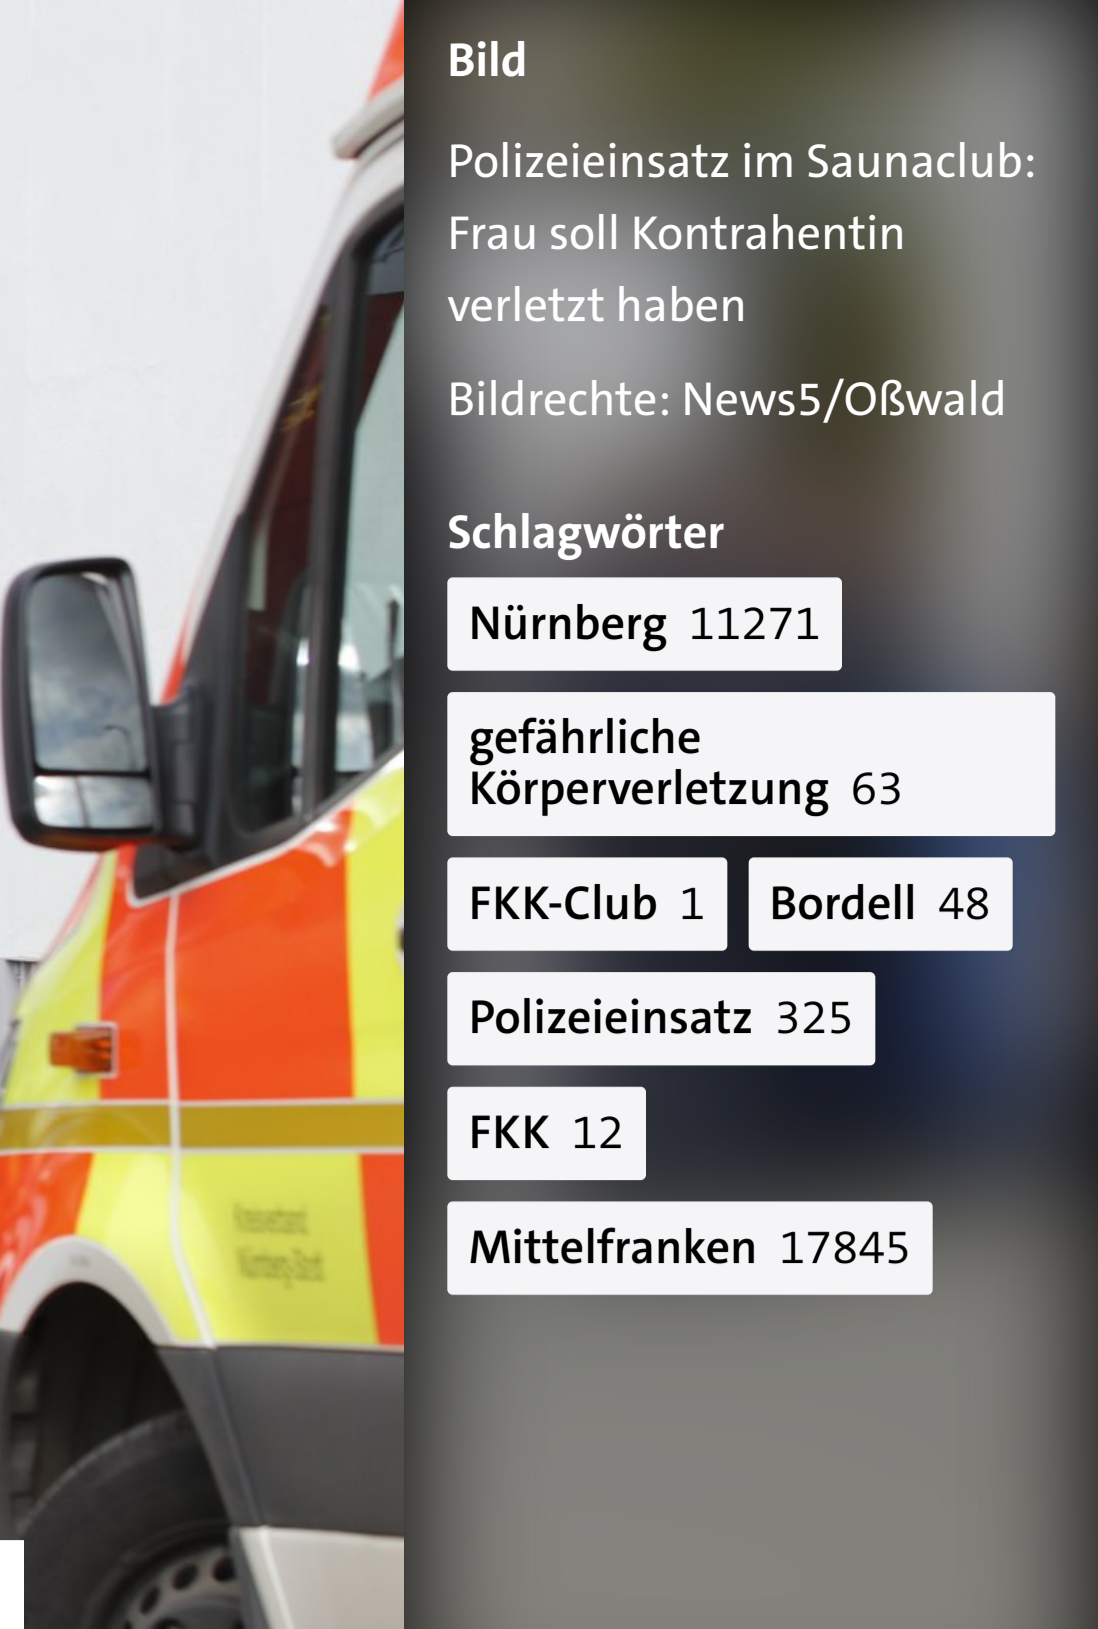 Bild
Polizeieinsatz im Saunaclub:
Frau soll Kontrahentin
verletzt haben
Bildrechte: News5/Oßwald
Schlagwörter
Nürnberg 11271
gefährliche
Körperverletzung 63
FKK-Club 1 Bordell 48
Polizeieinsatz 325
FKK 12
Mittelfranken 17845